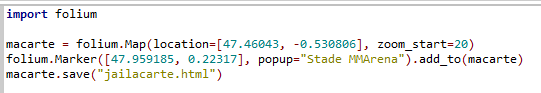 import folium
macarte = folium.Map(location=[47.46043, -0.530806], zoom_start=20)
folium.Marker([47.959185, 0.22317], popup="Stade MMArena").add_to(macarte)
macarte.save("jailacarte.html")